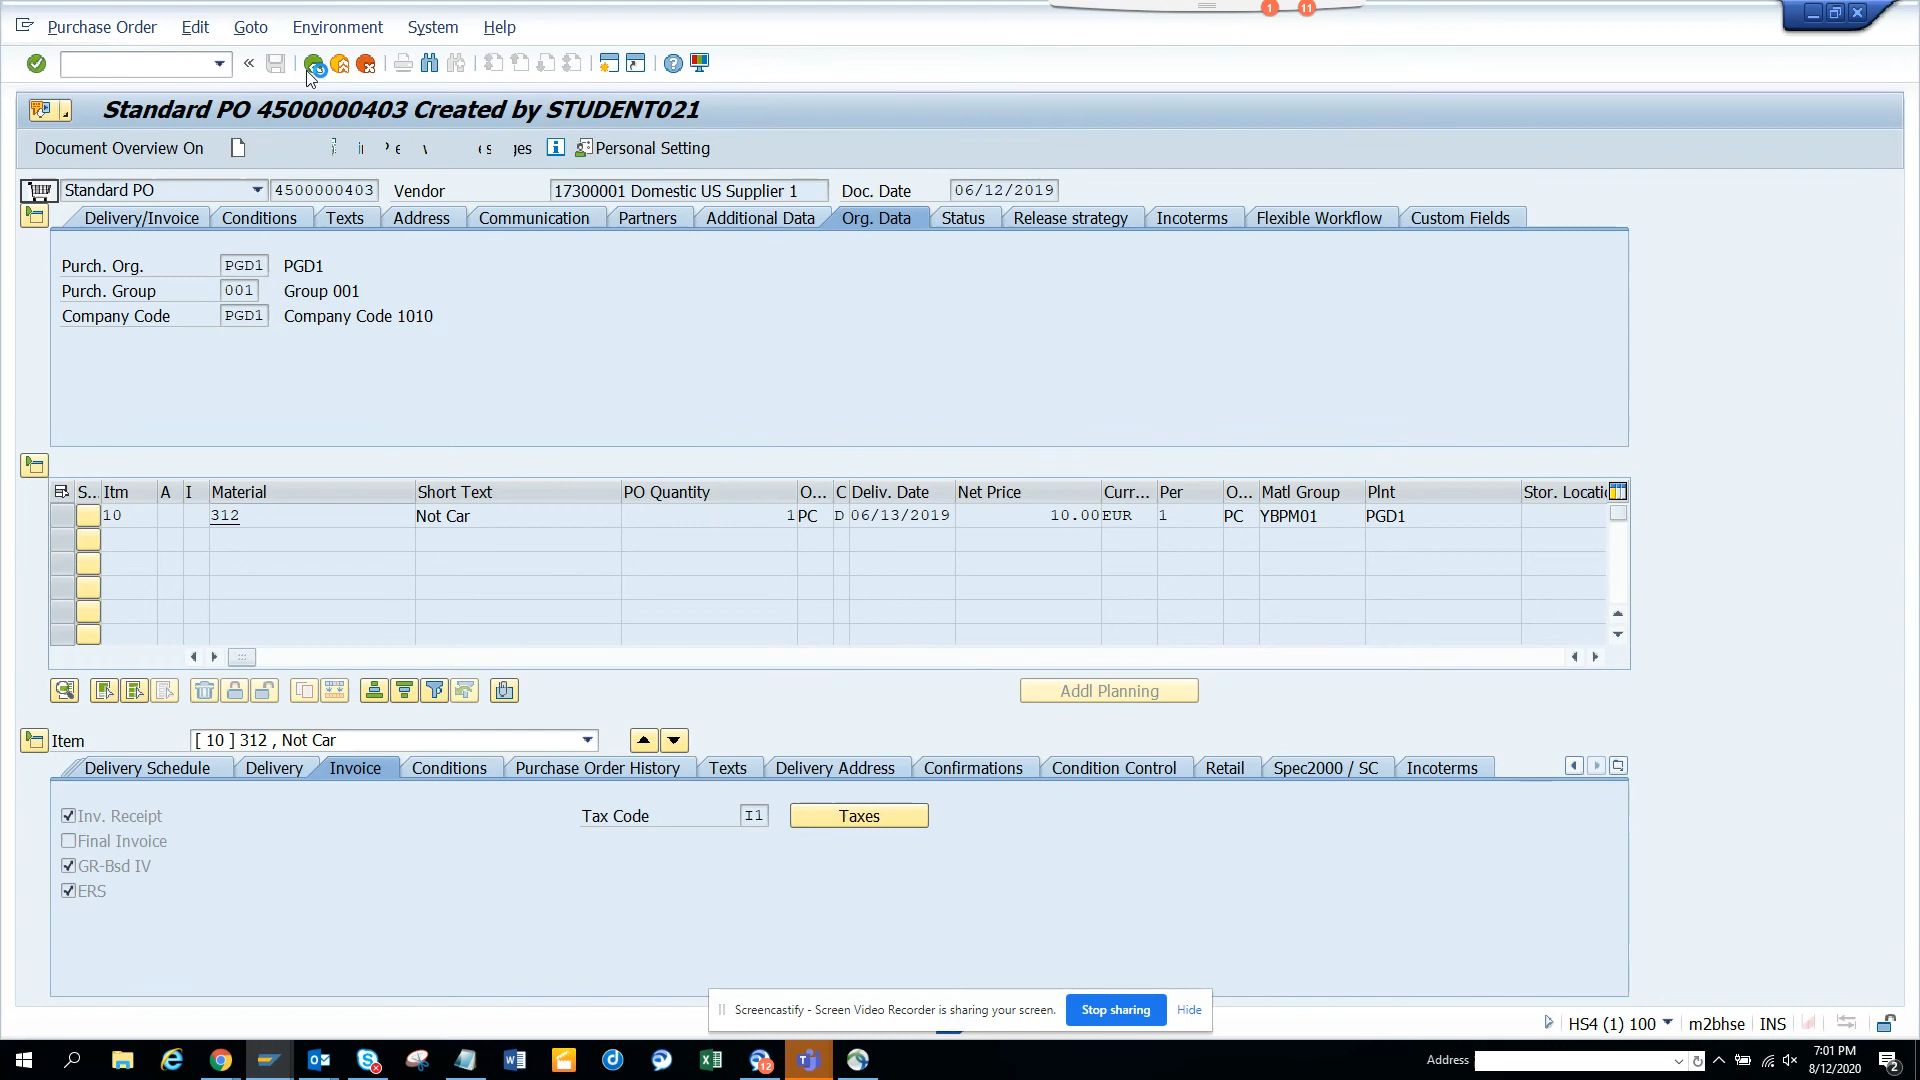 1 11
Purchase Order Edit Goto Environment System Help
Standard PO 4500000403 Created by STUDENT021
Document Overview On ges Personal Setting
Standard PO 4500000403 Vendor 17300001 Domestic US Supplier 1 Doc. Date 06/12/2019
Delivery/Invoice Conditions Texts Address Communication Partners Additional Data Org. Data Status Release strategy Incoterms Flexible Workflow Custom Fields
Purch. Org. PGD1 PGD1
Purch. Group 001 Group 001
Company Code PGD1 Company Code 1010
S... Itm A I Material Short Text PO Quantity O... C Deliv. Date Net Price Curr... Per O... Matl Group Plnt Stor. Locatic
10 312 Not Car 1 PC D 06/13/2019 10.00 EUR 1 PC YBPM01 PGD1
Addl Planning
Item [ 10 ] 312 , Not Car
Delivery Schedule Delivery Invoice Conditions Purchase Order History Texts Delivery Address Confirmations Condition Control Retail Spec2000 / SC Incoterms
Inv. Receipt Tax Code I1 Taxes
Final Invoice
GR-Bsd IV
ERS
Screencastify - Screen Video Recorder is sharing your screen. Stop sharing Hide
HS4 (1) 100 m2bhse INS
Address 7:01 PM
8/12/2020
12
2